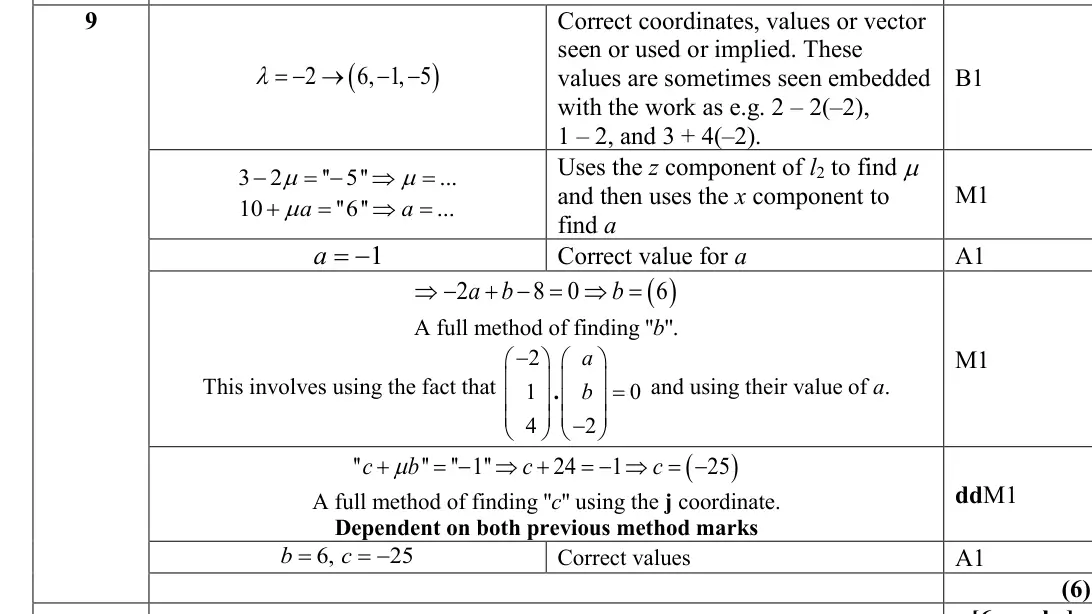 9
λ = −2 → (6, −1, −5)
Correct coordinates, values or vector
seen or used or implied. These
values are sometimes seen embedded
with the work as e.g. 2 – 2(–2),
1 – 2, and 3 + 4(–2).
B1
3 − 2μ = "− 5" ⇒ μ = ...
10 + μa = "6" ⇒ a = ...
Uses the z component of l₂ to find μ
and then uses the x component to
find a
M1
a = −1
Correct value for a
A1
⇒ −2a + b − 8 = 0 ⇒ b = (6)
A full method of finding "b".
This involves using the fact that (−2 1 4) . (a b −2) = 0 and using their value of a.
M1
"c + μb" = "−1" ⇒ c + 24 = −1 ⇒ c = (−25)
A full method of finding "c" using the j coordinate.
Dependent on both previous method marks
ddM1
b = 6, c = −25
Correct values
A1
(6)